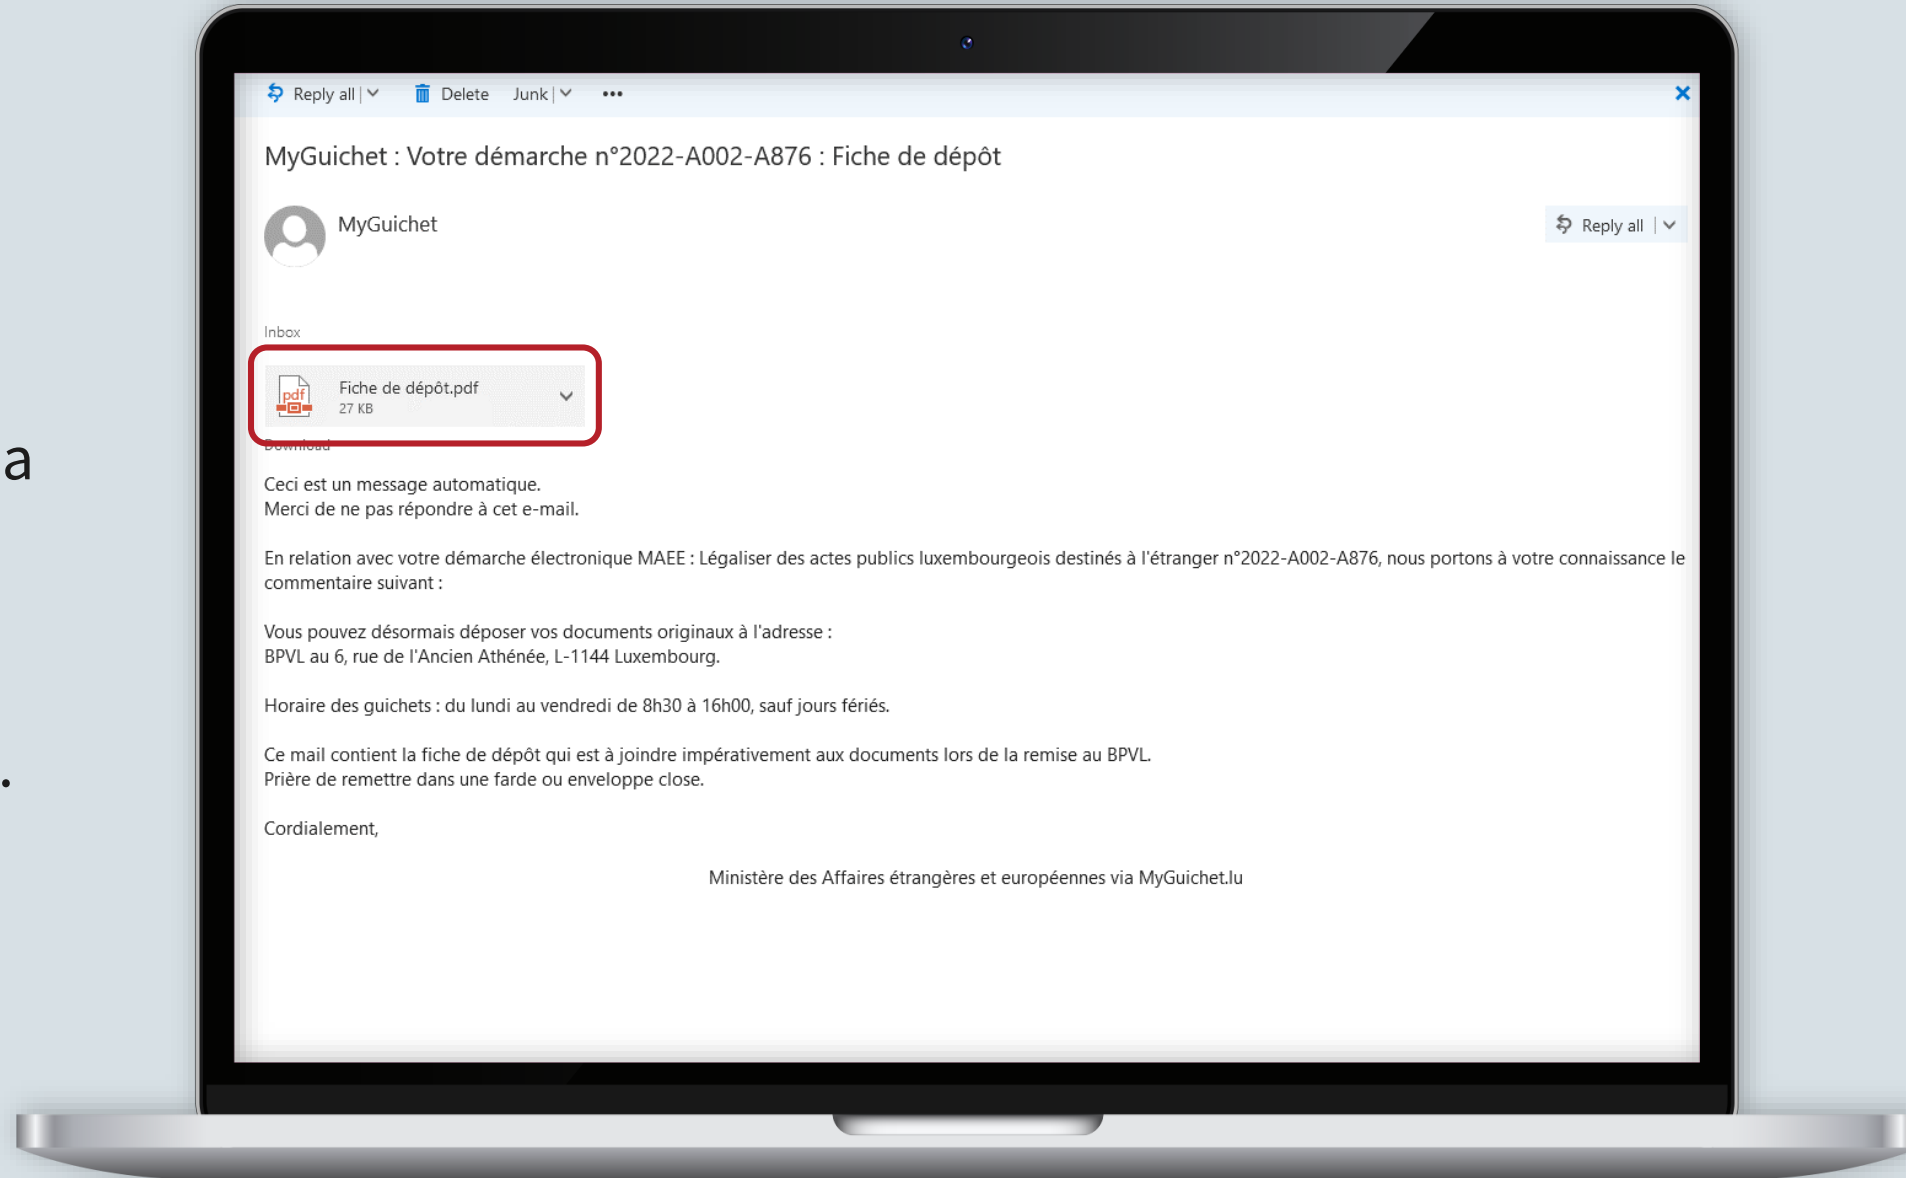 Reply all
Delete
Junk
MyGuichet : Votre démarche n°2022-A002-A876 : Fiche de dépôt
MyGuichet
Reply all
Inbox
pdf
Fiche de dépôt.pdf
27 KB
Download
a
Ceci est un message automatique.
Merci de ne pas répondre à cet e-mail.
En relation avec votre démarche électronique MAEE : Légaliser des actes publics luxembourgeois destinés à l'étranger n°2022-A002-A876, nous portons à votre connaissance le
commentaire suivant :
Vous pouvez désormais déposer vos documents originaux à l'adresse :
BPVL au 6, rue de l'Ancien Athénée, L-1144 Luxembourg.
Horaire des guichets : du lundi au vendredi de 8h30 à 16h00, sauf jours fériés.
Ce mail contient la fiche de dépôt qui est à joindre impérativement aux documents lors de la remise au BPVL.
.
Prière de remettre dans une farde ou enveloppe close.
Cordialement,
Ministère des Affaires étrangères et européennes via MyGuichet.lu